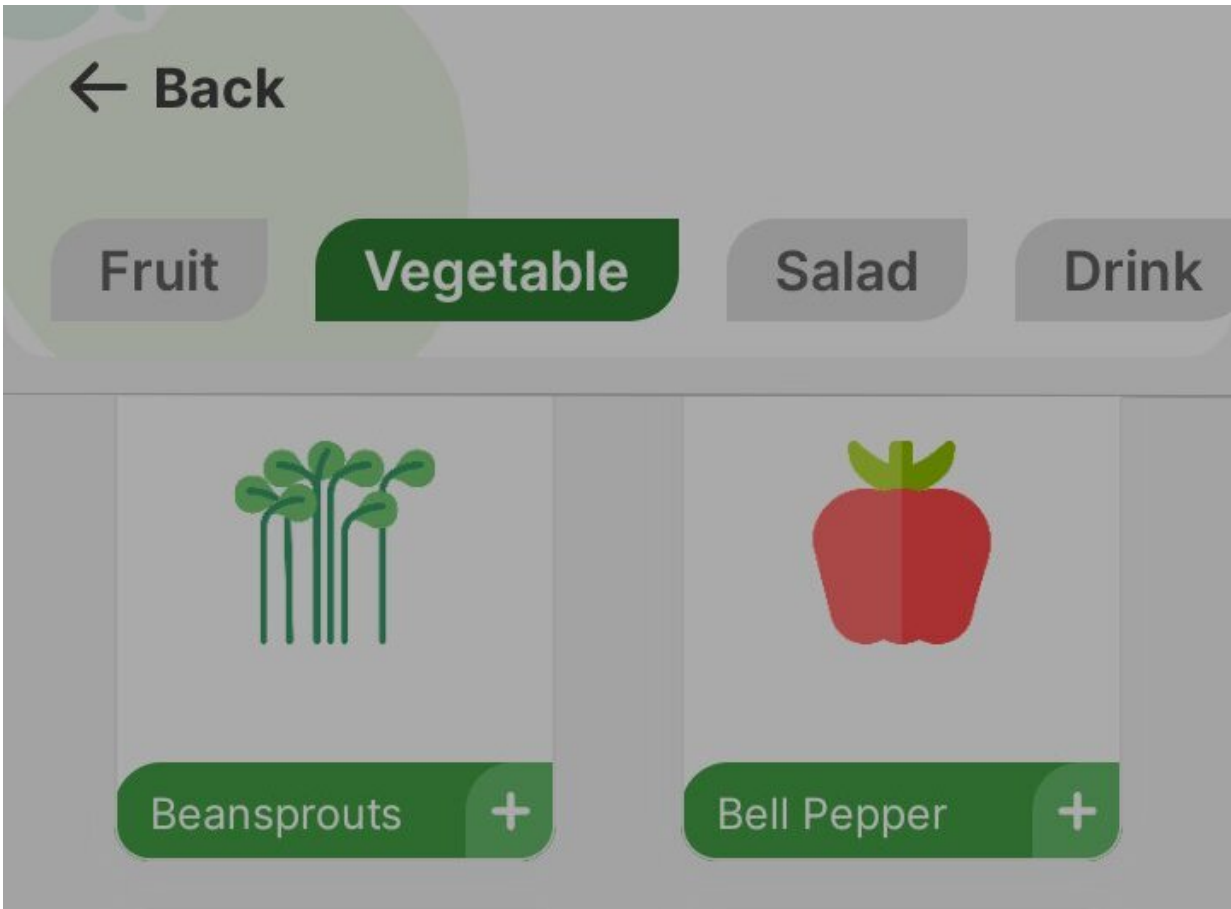 ← Back
Fruit Vegetable Salad Drink
Beansprouts + Bell Pepper +